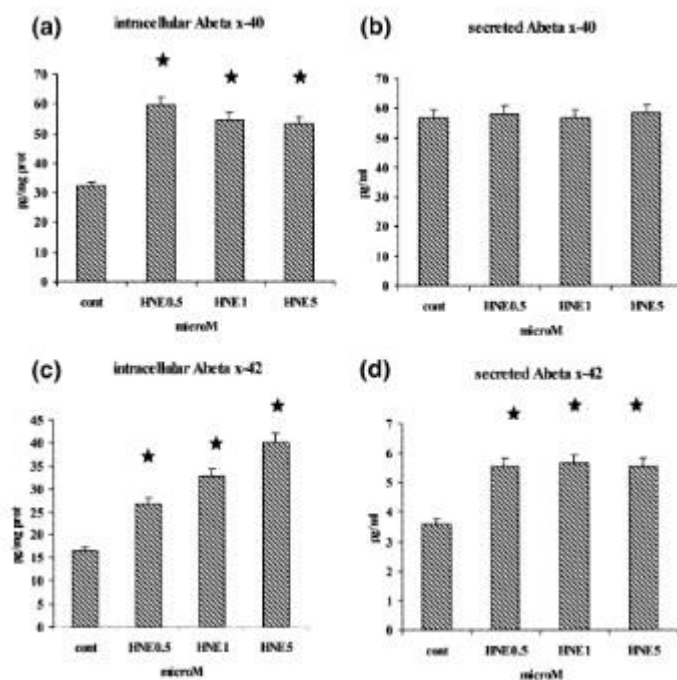 (a)
intracellular Abeta x-40
70
60
50
40
30
20
10
0
pg/mg prot
cont HNE0.5 HNE1 HNE5
microM
(b)
secreted Abeta x-40
70
60
50
40
30
20
10
0
pg/ml
cont HNE0.5 HNE1 HNE5
microM
(c)
intracellular Abeta x-42
45
40
35
30
25
20
15
10
5
0
pg/mg prot
cont HNE0.5 HNE1 HNE5
microM
(d)
secreted Abeta x-42
7
6
5
4
3
2
1
0
pg/ml
cont HNE0.5 HNE1 HNE5
microM